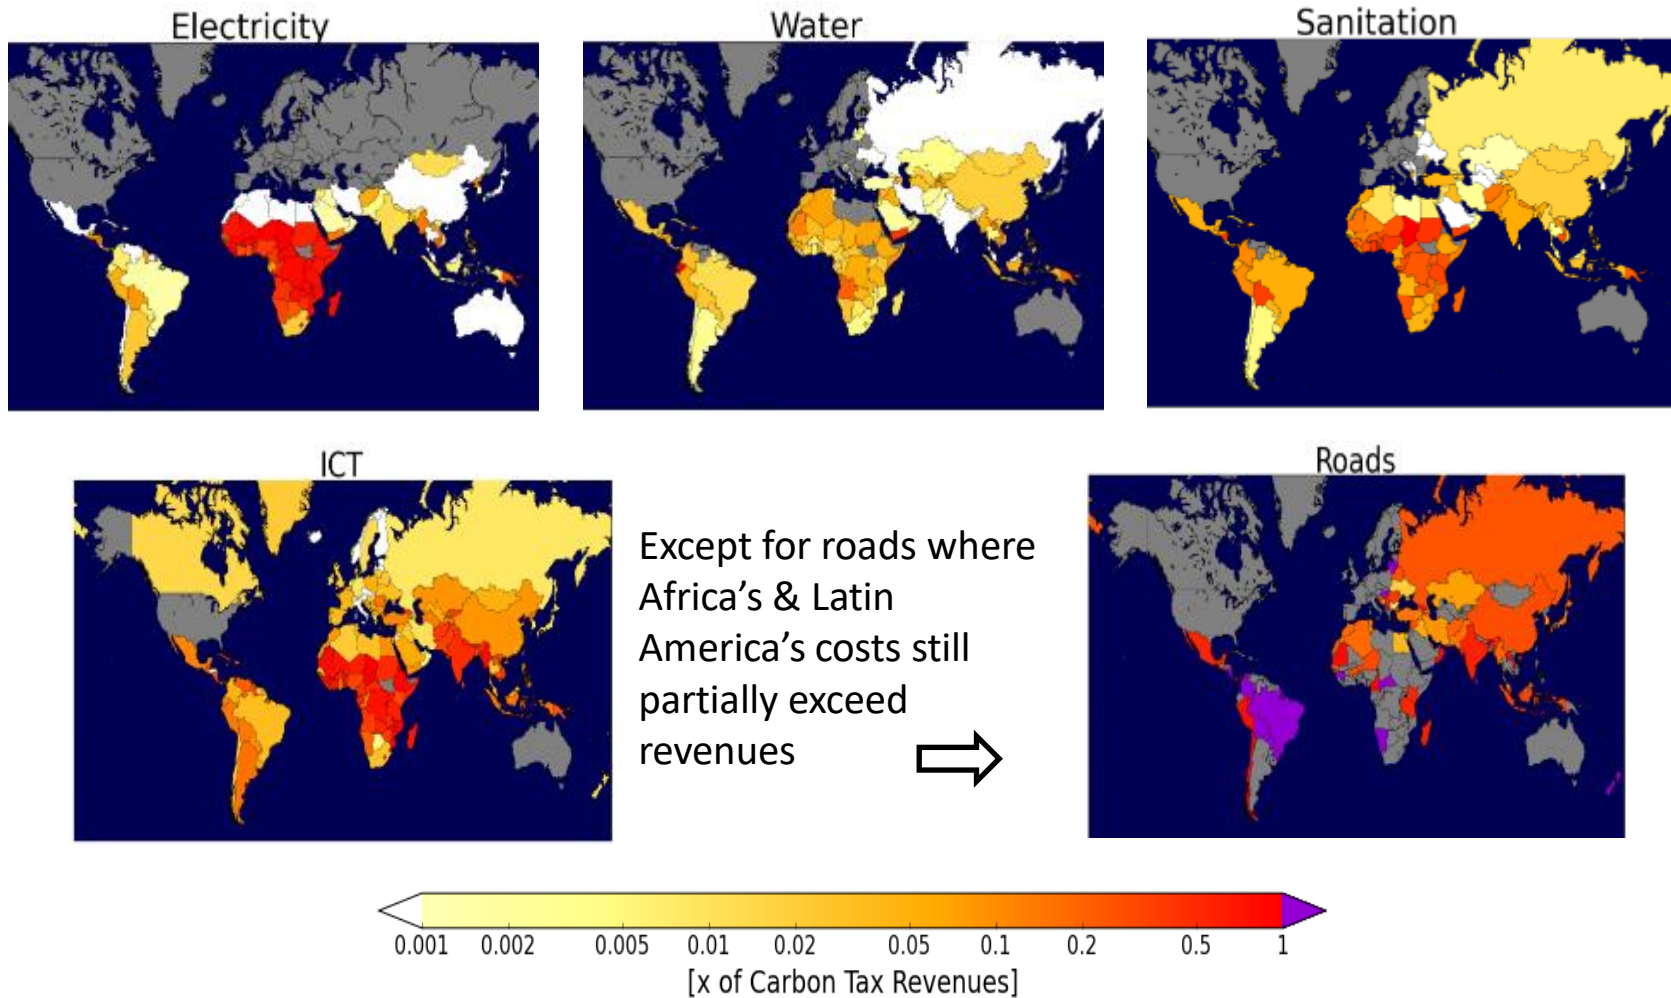 Electricity
Water
Sanitation
ICT
Roads
Except for roads where
Africa’s & Latin
America’s costs still
partially exceed
revenues
0.001 0.002 0.005 0.01 0.02 0.05 0.1 0.2 0.5 1
[x of Carbon Tax Revenues]